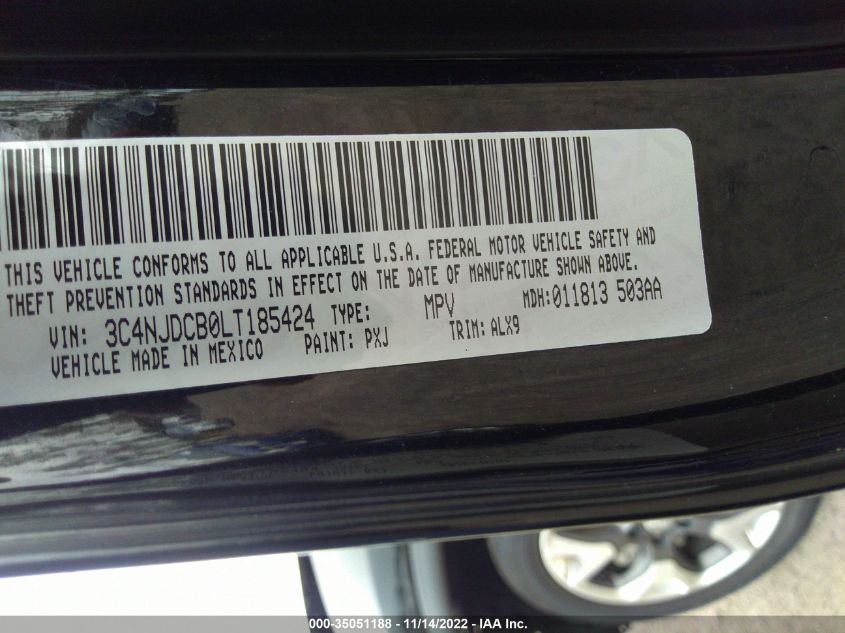 THIS VEHICLE CONFORMS TO ALL APPLICABLE U.S.A. FEDERAL MOTOR VEHICLE SAFETY AND
THEFT PREVENTION STANDARDS IN EFFECT ON THE DATE OF MANUFACTURE SHOWN ABOVE.
VIN: 3C4NJDCB0LT185424 TYPE: MPV MDH:011813 503AA
VEHICLE MADE IN MEXICO PAINT: PXJ TRIM: ALX9
000-35051188 - 11/14/2022 - IAA Inc.